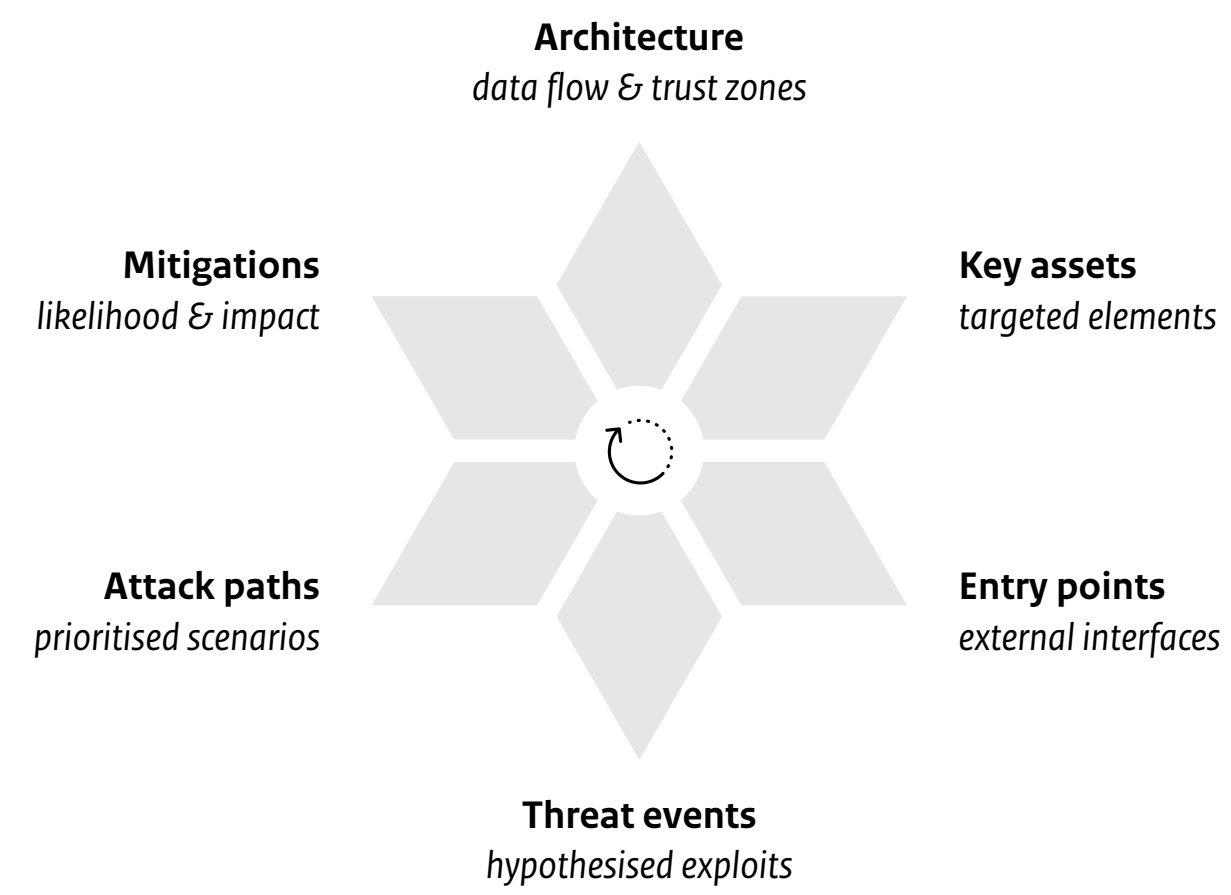 Architecture
data flow & trust zones
Mitigations
likelihood & impact
Key assets
targeted elements
Attack paths
prioritised scenarios
Entry points
external interfaces
Threat events
hypothesised exploits